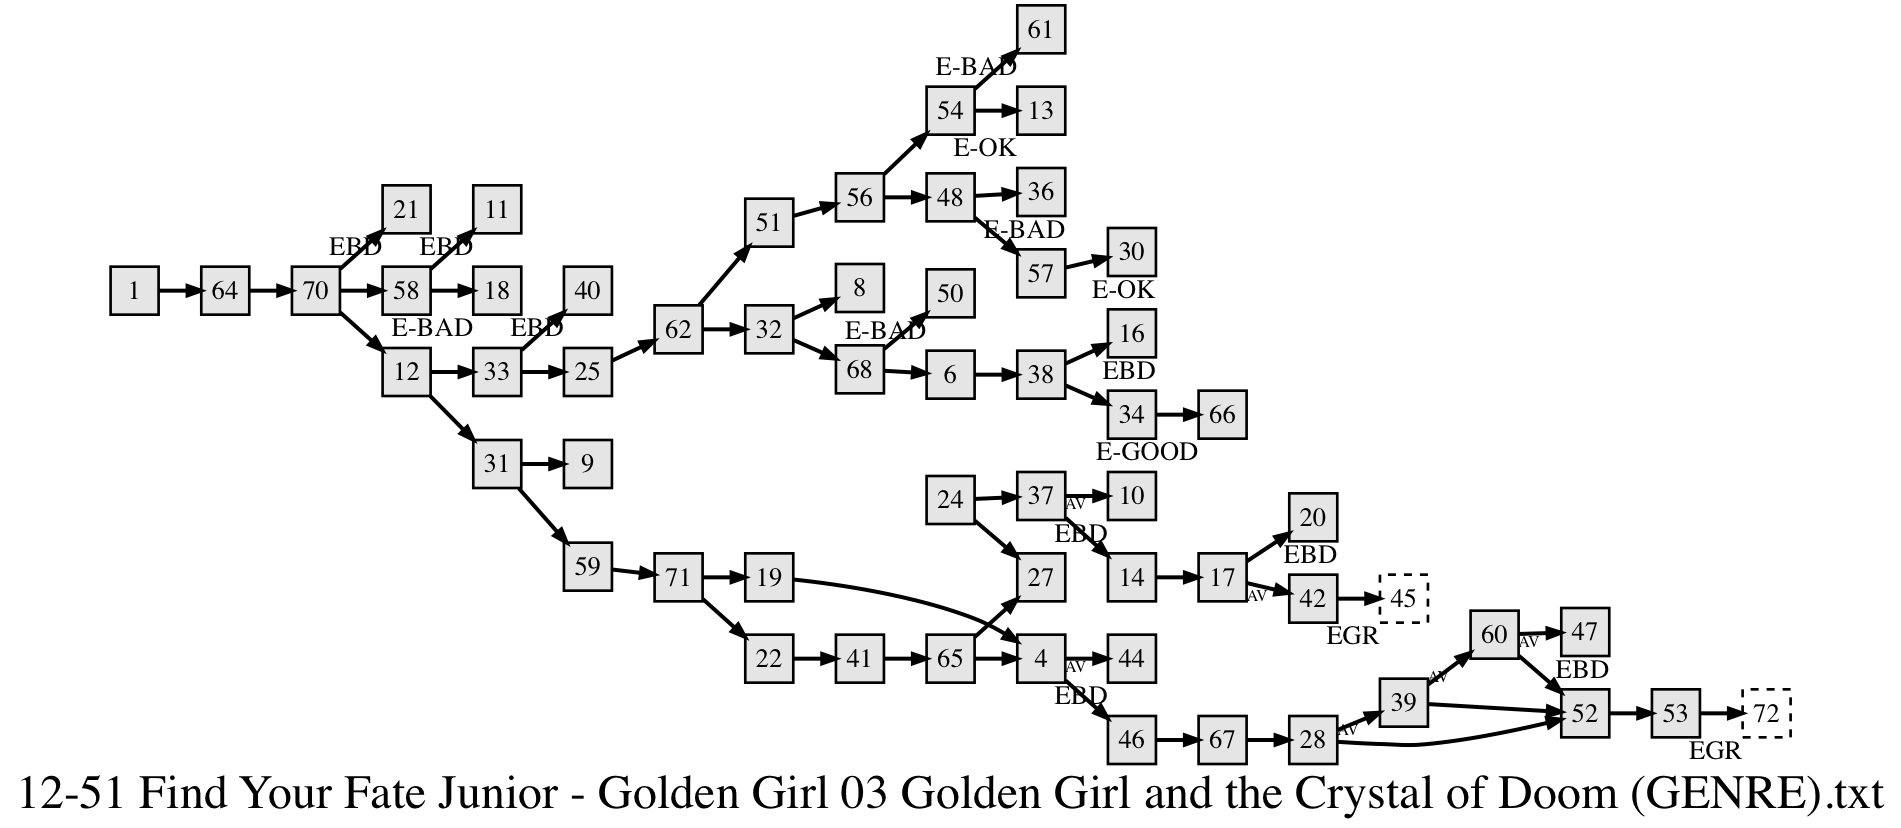 61
E-BAD
54 13
E-OK
51 56 48 36
E-BAD
21 11
EBD EBD
57 30
E-OK
1 64 70 58 18 40
E-BAD EBD
62 32 8 50
E-BAD
16
EBD
12 33 25
68 6 38
34 66
E-GOOD
31 9
24 37 AV 10
EBD
20
EBD
59 71 19 27 14 17
AV 42 45
EGR
22 41 65 4 AV 44
EBD
60 AV 47
EBD
AV
39 52 53 72
EGR
46 67 28 AV
12-51 Find Your Fate Junior - Golden Girl 03 Golden Girl and the Crystal of Doom (GENRE).txt